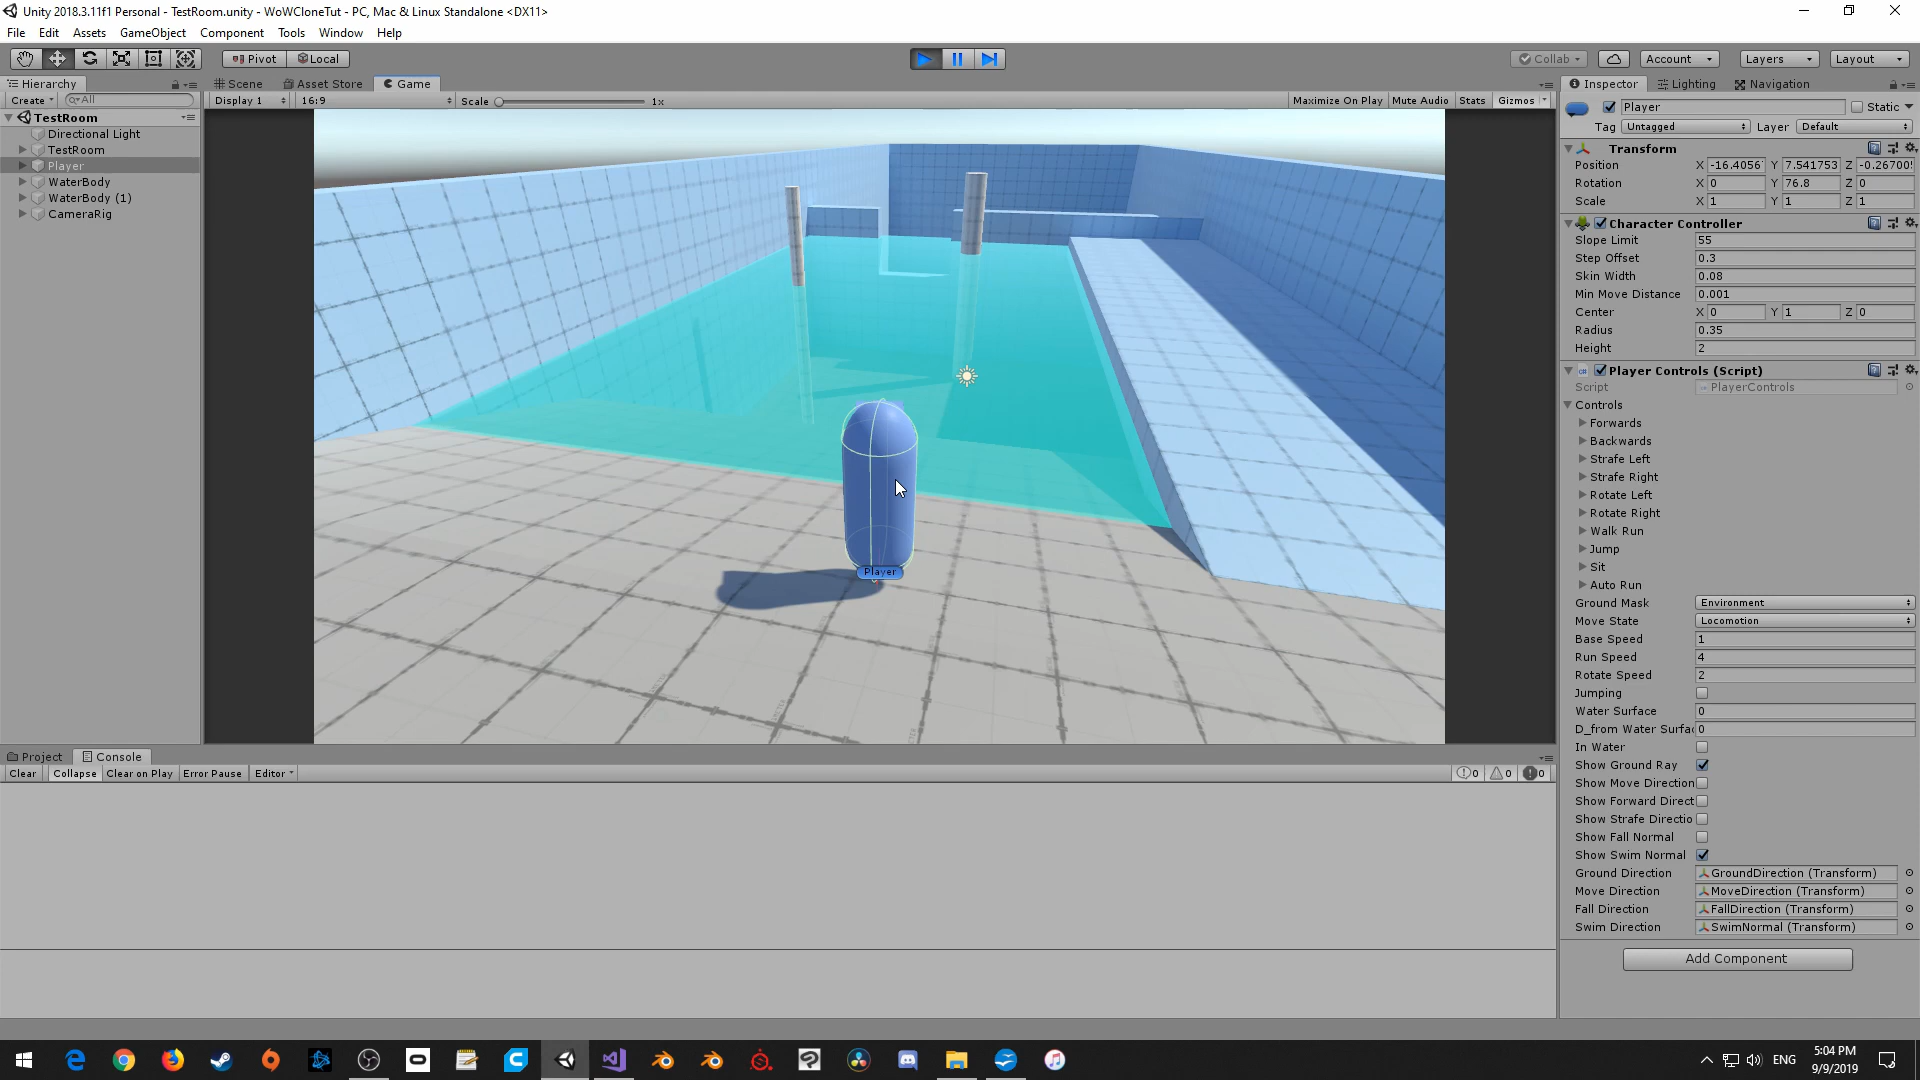 Unity 2018.3.11f1 Personal - TestRoom.unity - WoWCloneTut - PC, Mac & Linux Standalone <DX11>
File Edit Assets GameObject Component Tools Window Help
Pivot Local Collab Account Layers Layout
Hierarchy
Create All
TestRoom
Directional Light
TestRoom
Player
WaterBody
WaterBody (1)
CameraRig
Scene Asset Store Game
Display 1 16:9 Scale 1x Maximize On Play Mute Audio Stats Gizmos
Player
Project Console
Clear Collapse Clear on Play Error Pause Editor 0 0 0
Inspector Lighting Navigation
Player Static
Tag Untagged Layer Default
Transform
Position X -16.4056 Y 7.541753 Z -0.26700
Rotation X 0 Y 76.8 Z 0
Scale X 1 Y 1 Z 1
Character Controller
Slope Limit 55
Step Offset 0.3
Skin Width 0.08
Min Move Distance 0.001
Center X 0 Y 1 Z 0
Radius 0.35
Height 2
Player Controls (Script)
Script PlayerControls
Controls
Forwards
Backwards
Strafe Left
Strafe Right
Rotate Left
Rotate Right
Walk Run
Jump
Sit
Auto Run
Ground Mask Environment
Move State Locomotion
Base Speed 1
Run Speed 4
Rotate Speed 2
Jumping
Water Surface 0
D_from Water Surfac 0
In Water
Show Ground Ray
Show Move Direction
Show Forward Direct
Show Strafe Directio
Show Fall Normal
Show Swim Normal
Ground Direction GroundDirection (Transform)
Move Direction MoveDirection (Transform)
Fall Direction FallDirection (Transform)
Swim Direction SwimNormal (Transform)
Add Component
ENG 5:04 PM
9/9/2019